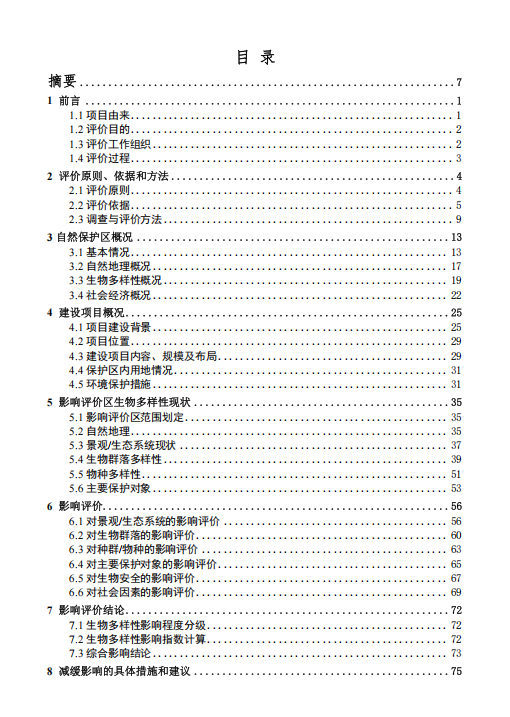 目 录
摘要........................................................................7
1 前言.......................................................................1
1.1 项目由来...........................................................1
1.2 评价目的...........................................................2
1.3 评价工作组织.......................................................2
1.4 评价过程...........................................................3
2 评价原则、依据和方法.......................................................4
2.1 评价原则...........................................................4
2.2 评价依据...........................................................5
2.3 调查与评价方法.....................................................9
3 自然保护区概况............................................................13
3.1 基本情况..........................................................13
3.2 自然地理概况......................................................17
3.3 生物多样性概况....................................................19
3.4 社会经济概况......................................................22
4 建设项目概况..............................................................25
4.1 项目建设背景......................................................25
4.2 项目位置..........................................................29
4.3 建设项目内容、规模及布局..........................................29
4.4 保护区内用地情况..................................................31
4.5 环境保护措施......................................................31
5 影响评价区生物多样性现状..................................................35
5.1 影响评价区范围划定................................................35
5.2 自然地理..........................................................35
5.3 景观/生态系统现状.................................................37
5.4 生物群落多样性....................................................39
5.5 物种多样性........................................................51
5.6 主要保护对象......................................................53
6 影响评价..................................................................56
6.1 对景观/生态系统的影响评价.........................................56
6.2 对生物群落的影响评价..............................................60
6.3 对种群/物种的影响评价.............................................63
6.4 对主要保护对象的影响评价..........................................65
6.5 对生物安全的影响评价..............................................67
6.6 对社会因素的影响评价..............................................69
7 影响评价结论..............................................................72
7.1 生物多样性影响程度分级............................................72
7.2 生物多样性影响指数计算............................................72
7.3 综合影响结论......................................................73
8 减缓影响的具体措施和建议..................................................75